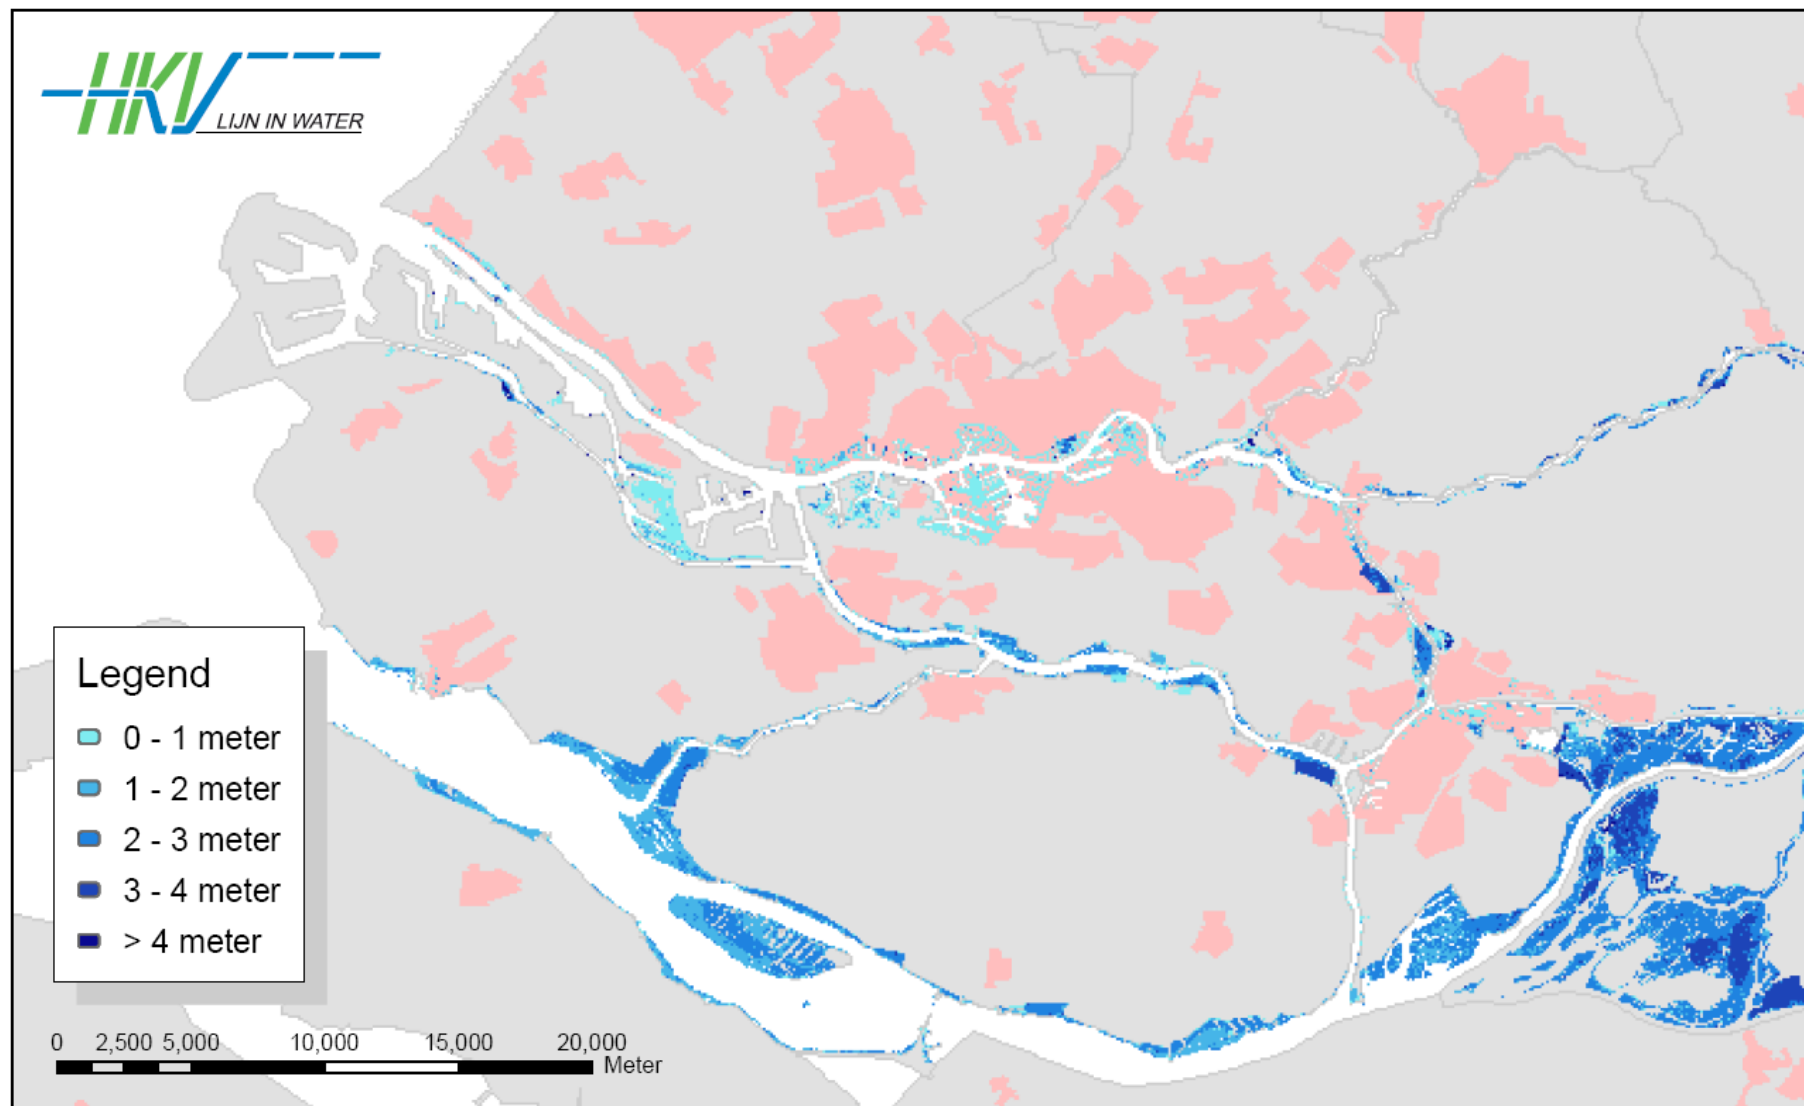 HKV
LIJN IN WATER
Legend
0 - 1 meter
1 - 2 meter
2 - 3 meter
3 - 4 meter
> 4 meter
0 2,500 5,000 10,000 15,000 20,000
Meter